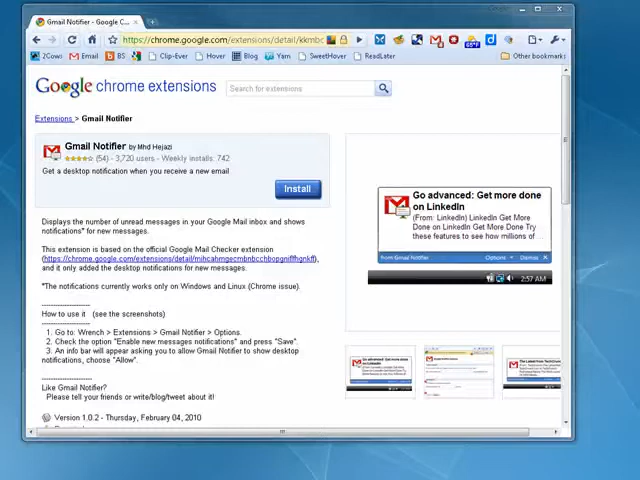 Gmail Notifier - Google C...
https://chrome.google.com/extensions/detail/kkmbc
65°F
2Cows
Email
BS
Clip-Ever
Hover
Blog
Yarn
SweetHover
ReadLater
Other bookmarks
Google chrome extensions
Search for extensions
Extensions > Gmail Notifier
Gmail Notifier by Mhd Hejazi
(54) - 3,720 users - Weekly installs: 742
Get a desktop notification when you receive a new email
Install
Displays the number of unread messages in your Google Mail inbox and shows
notifications* for new messages.
This extension is based on the official Google Mail Checker extension
and it only added the desktop notifications for new messages.
*The notifications currently works only on Windows and Linux (Chrome issue).
---------------------
How to use it (see the screenshots)
---------------------
1. Go to: Wrench > Extensions > Gmail Notifier > Options.
2. Check the option "Enable new messages notifications" and press "Save".
3. An info bar will appear asking you to allow Gmail Notifier to show desktop
notifications, choose "Allow".
---------------------
Like Gmail Notifier?
Please tell your friends or write/blog/tweet about it!
Version 1.0.2 - Thursday, February 04, 2010
Go advanced: Get more done
on LinkedIn
(From: LinkedIn) LinkedIn Get More
Done on LinkedIn Get More Done Try
these features to see how millions of...
from Gmail Notifier
Options
Dismiss
2:57 AM